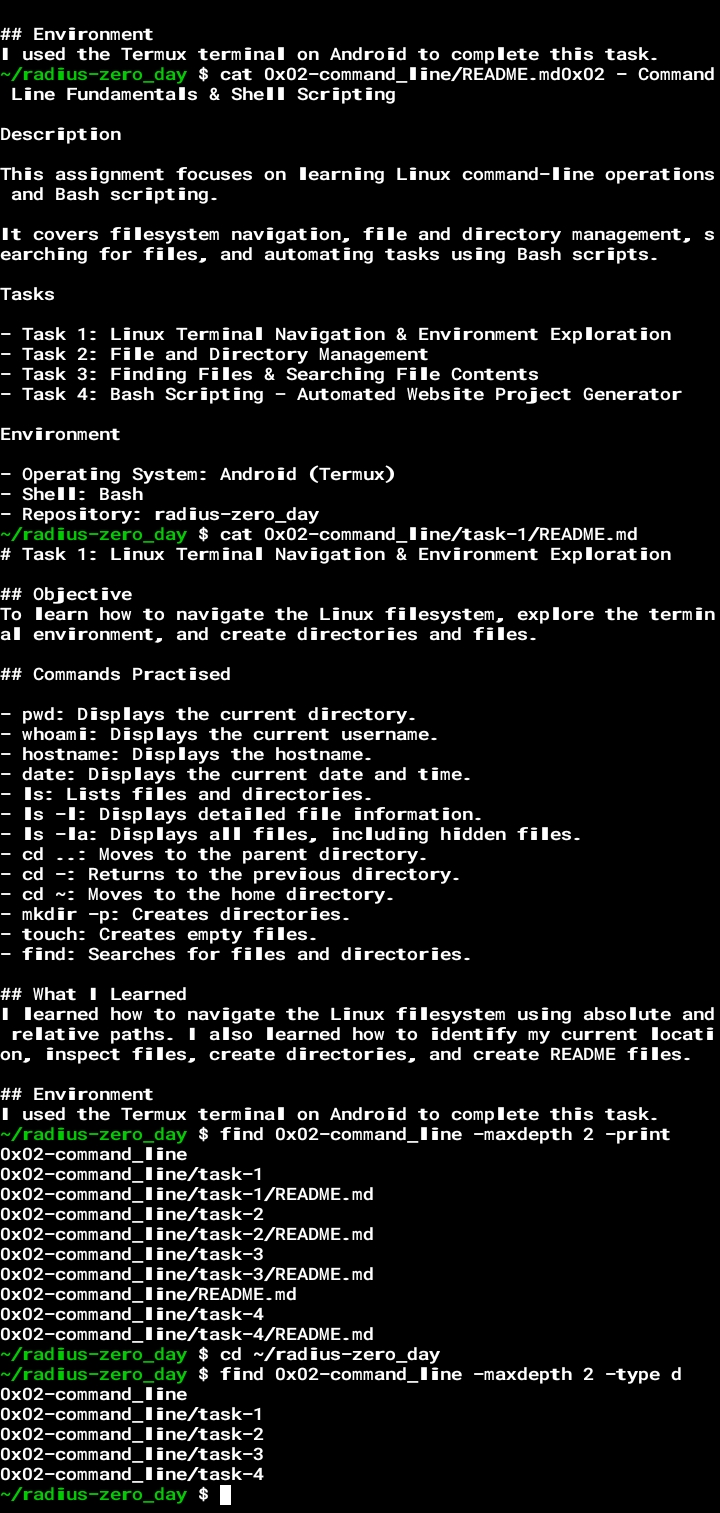 ## Environment
I used the Termux terminal on Android to complete this task.
~/radius-zero_day $ cat 0x02-command_line/README.md0x02 - Command
 Line Fundamentals & Shell Scripting
Description
This assignment focuses on learning Linux command-line operations
 and Bash scripting.
It covers filesystem navigation, file and directory management, s
earching for files, and automating tasks using Bash scripts.
Tasks
- Task 1: Linux Terminal Navigation & Environment Exploration
- Task 2: File and Directory Management
- Task 3: Finding Files & Searching File Contents
- Task 4: Bash Scripting - Automated Website Project Generator
Environment
- Operating System: Android (Termux)
- Shell: Bash
- Repository: radius-zero_day
~/radius-zero_day $ cat 0x02-command_line/task-1/README.md
# Task 1: Linux Terminal Navigation & Environment Exploration
## Objective
To learn how to navigate the Linux filesystem, explore the termin
al environment, and create directories and files.
## Commands Practised
- pwd: Displays the current directory.
- whoami: Displays the current username.
- hostname: Displays the hostname.
- date: Displays the current date and time.
- ls: Lists files and directories.
- ls -l: Displays detailed file information.
- ls -la: Displays all files, including hidden files.
- cd ..: Moves to the parent directory.
- cd -: Returns to the previous directory.
- cd ~: Moves to the home directory.
- mkdir -p: Creates directories.
- touch: Creates empty files.
- find: Searches for files and directories.
## What I Learned
I learned how to navigate the Linux filesystem using absolute and
 relative paths. I also learned how to identify my current locati
on, inspect files, create directories, and create README files.
## Environment
I used the Termux terminal on Android to complete this task.
~/radius-zero_day $ find 0x02-command_line -maxdepth 2 -print
0x02-command_line
0x02-command_line/task-1
0x02-command_line/task-1/README.md
0x02-command_line/task-2
0x02-command_line/task-2/README.md
0x02-command_line/task-3
0x02-command_line/task-3/README.md
0x02-command_line/README.md
0x02-command_line/task-4
0x02-command_line/task-4/README.md
~/radius-zero_day $ cd ~/radius-zero_day
~/radius-zero_day $ find 0x02-command_line -maxdepth 2 -type d
0x02-command_line
0x02-command_line/task-1
0x02-command_line/task-2
0x02-command_line/task-3
0x02-command_line/task-4
~/radius-zero_day $